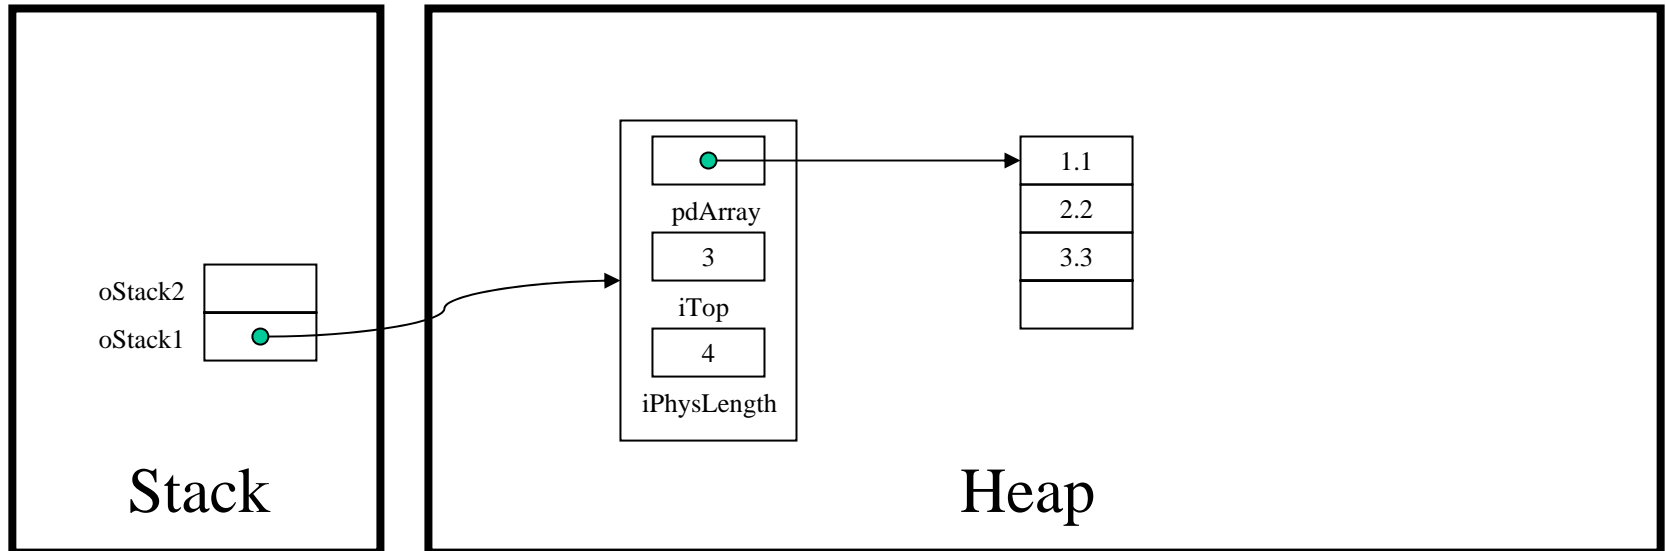 1.1
pdArray
2.2
3
3.3
oStack2
iTop
oStack1
4
iPhysLength
Stack
Heap